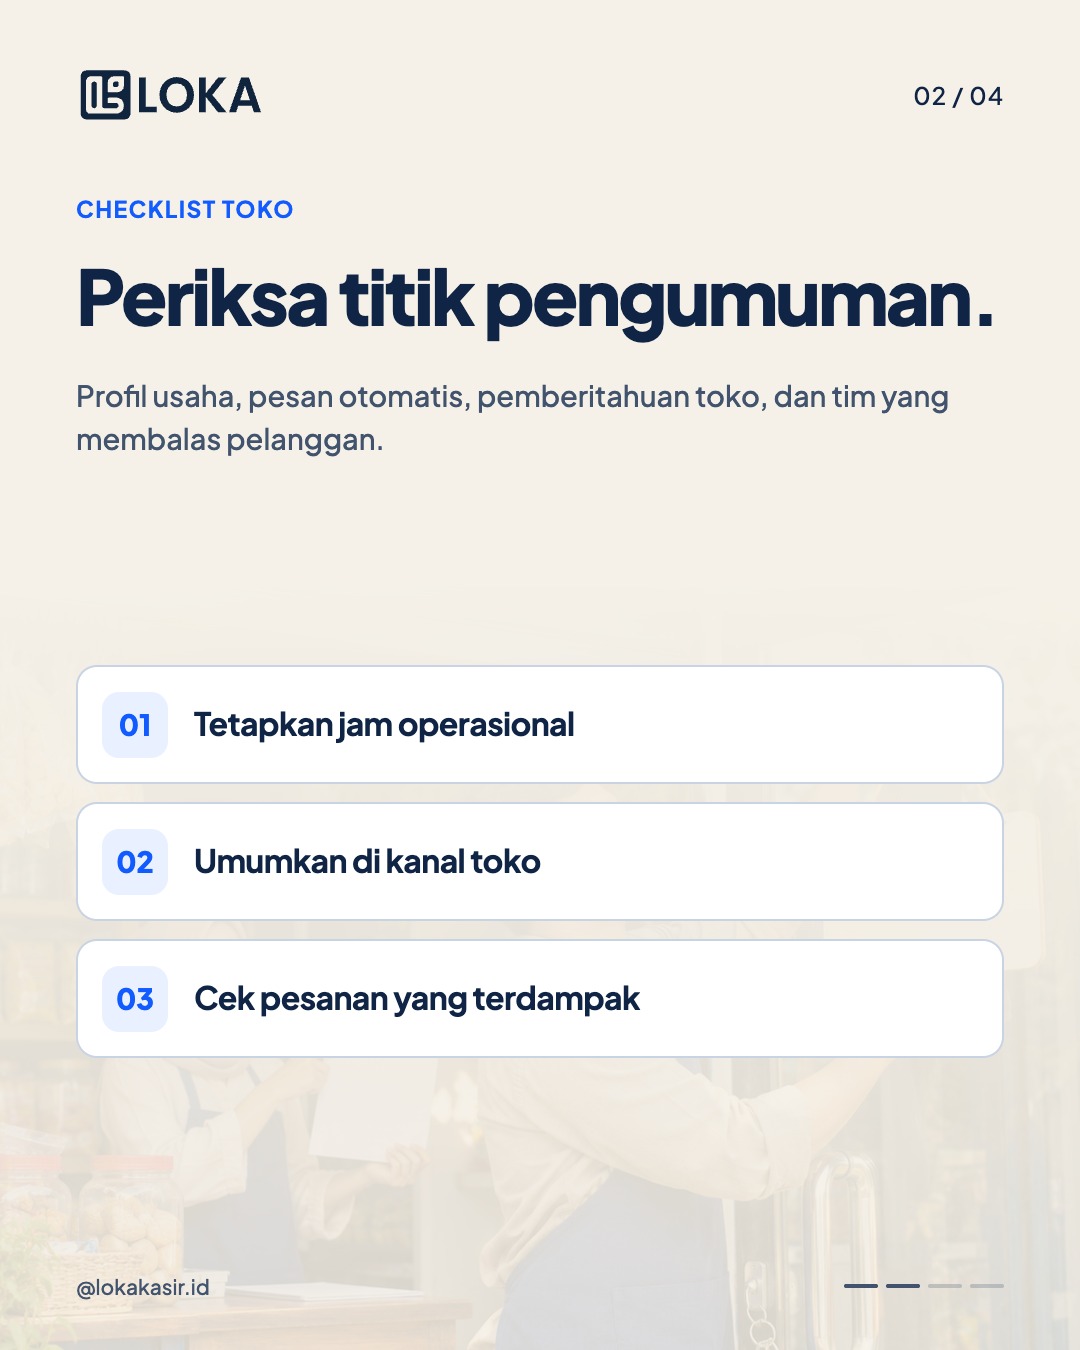 LOKA
02 / 04
CHECKLIST TOKO
Periksa titik pengumuman.
Profil usaha, pesan otomatis, pemberitahuan toko, dan tim yang
membalas pelanggan.
01 Tetapkan jam operasional
02 Umumkan di kanal toko
03 Cek pesanan yang terdampak
@lokakasir.id